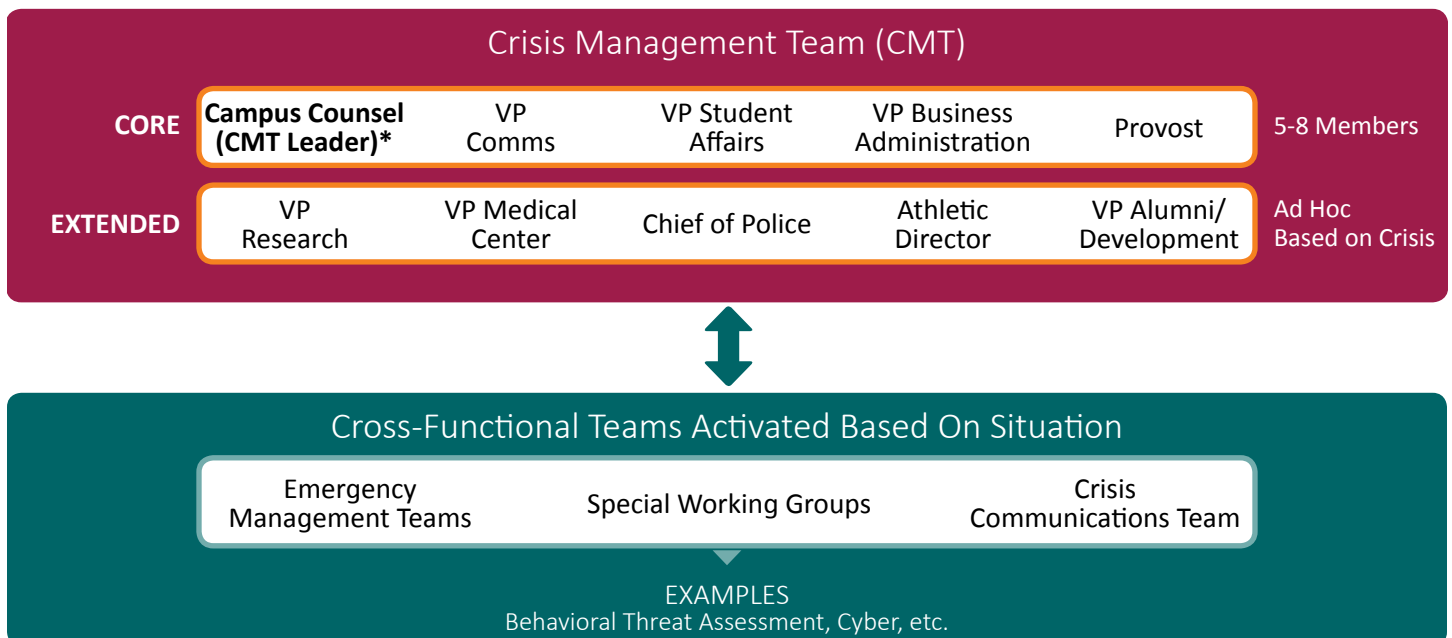 Crisis Management Team (CMT)
CORE
Campus Counsel
(CMT Leader)*
VP
Comms
VP Student
Affairs
VP Business
Administration
Provost
5-8 Members
EXTENDED
VP
Research
VP Medical
Center
Chief of Police
Athletic
Director
VP Alumni/
Development
Ad Hoc
Based on Crisis
Cross-Functional Teams Activated Based On Situation
Emergency
Management Teams
Special Working Groups
Crisis
Communications Team
EXAMPLES
Behavioral Threat Assessment, Cyber, etc.